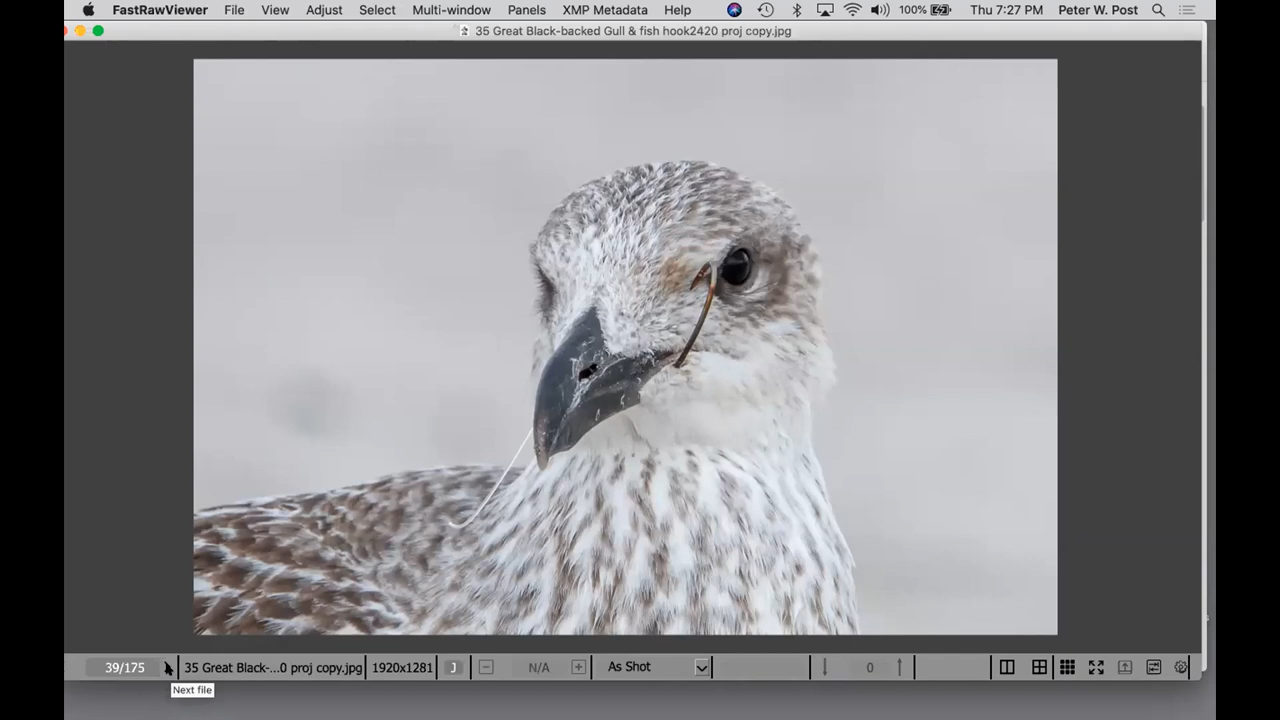 FastRawViewer File View Adjust Select Multi-window Panels XMP Metadata Help 100% Thu 7:27 PM Peter W. Post
35 Great Black-backed Gull & fish hook2420 proj copy.jpg
39/175 35 Great Black-...0 proj copy.jpg 1920x1281 J N/A As Shot 0
Next file